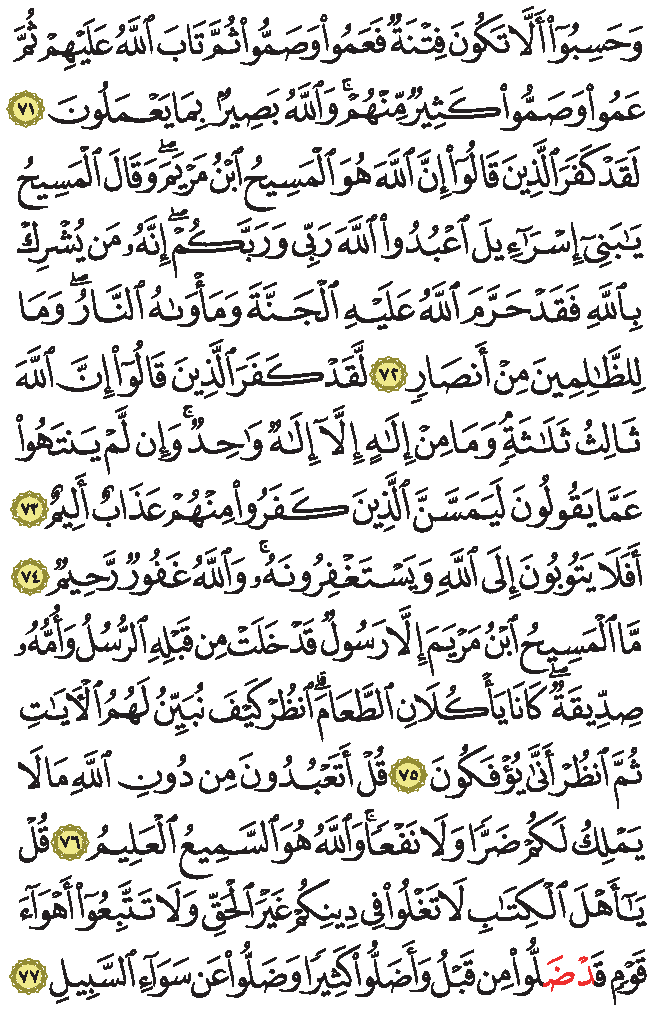 وَحَسِبُوٓا۟ أَلَّا تَكُونَ فِتْنَةٌۭ فَعَمُوا۟ وَصَمُّوا۟ ثُمَّ تَابَ ٱللَّهُ عَلَيْهِمْ ثُمَّ
عَمُوا۟ وَصَمُّوا۟ كَثِيرٌۭ مِّنْهُمْ ۚ وَٱللَّهُ بَصِيرٌۢ بِمَا يَعْمَلُونَ ٧١
لَقَدْ كَفَرَ ٱلَّذِينَ قَالُوٓا۟ إِنَّ ٱللَّهَ هُوَ ٱلْمَسِيحُ ٱبْنُ مَرْيَمَ ۖ وَقَالَ ٱلْمَسِيحُ
يَـٰبَنِىٓ إِسْرَٰٓءِيلَ ٱعْبُدُوا۟ ٱللَّهَ رَبِّى وَرَبَّكُمْ ۖ إِنَّهُۥ مَن يُشْرِكْ
بِٱللَّهِ فَقَدْ حَرَّمَ ٱللَّهُ عَلَيْهِ ٱلْجَنَّةَ وَمَأْوَىٰهُ ٱلنَّارُ ۖ وَمَا
لِلظَّـٰلِمِينَ مِنْ أَنصَارٍۢ ٧٢ لَّقَدْ كَفَرَ ٱلَّذِينَ قَالُوٓا۟ إِنَّ ٱللَّهَ
ثَالِثُ ثَلَـٰثَةٍۢ ۘ وَمَا مِنْ إِلَـٰهٍ إِلَّآ إِلَـٰهٌۭ وَٰحِدٌۭ ۚ وَإِن لَّمْ يَنتَهُوا۟
عَمَّا يَقُولُونَ لَيَمَسَّنَّ ٱلَّذِينَ كَفَرُوا۟ مِنْهُمْ عَذَابٌ أَلِيمٌ ٧٣
أَفَلَا يَتُوبُونَ إِلَى ٱللَّهِ وَيَسْتَغْفِرُونَهُۥ ۚ وَٱللَّهُ غَفُورٌۭ رَّحِيمٌۭ ٧٤
مَّا ٱلْمَسِيحُ ٱبْنُ مَرْيَمَ إِلَّا رَسُولٌۭ قَدْ خَلَتْ مِن قَبْلِهِ ٱلرُّسُلُ وَأُمُّهُۥ
صِدِّيقَةٌۭ ۖ كَانَا يَأْكُلَانِ ٱلطَّعَامَ ۗ ٱنظُرْ كَيْفَ نُبَيِّنُ لَهُمُ ٱلْـَٔايَـٰتِ
ثُمَّ ٱنظُرْ أَنَّىٰ يُؤْفَكُونَ ٧٥ قُلْ أَتَعْبُدُونَ مِن دُونِ ٱللَّهِ مَا لَا
يَمْلِكُ لَكُمْ ضَرًّۭا وَلَا نَفْعًۭا ۚ وَٱللَّهُ هُوَ ٱلسَّمِيعُ ٱلْعَلِيمُ ٧٦ قُلْ
يَـٰٓأَهْلَ ٱلْكِتَـٰبِ لَا تَغْلُوا۟ فِى دِينِكُمْ غَيْرَ ٱلْحَقِّ وَلَا تَتَّبِعُوٓا۟ أَهْوَآءَ
قَوْمٍۢ قَدْ ضَلُّوا۟ مِن قَبْلُ وَأَضَلُّوا۟ كَثِيرًۭا وَضَلُّوا۟ عَن سَوَآءِ ٱلسَّبِيلِ ٧٧